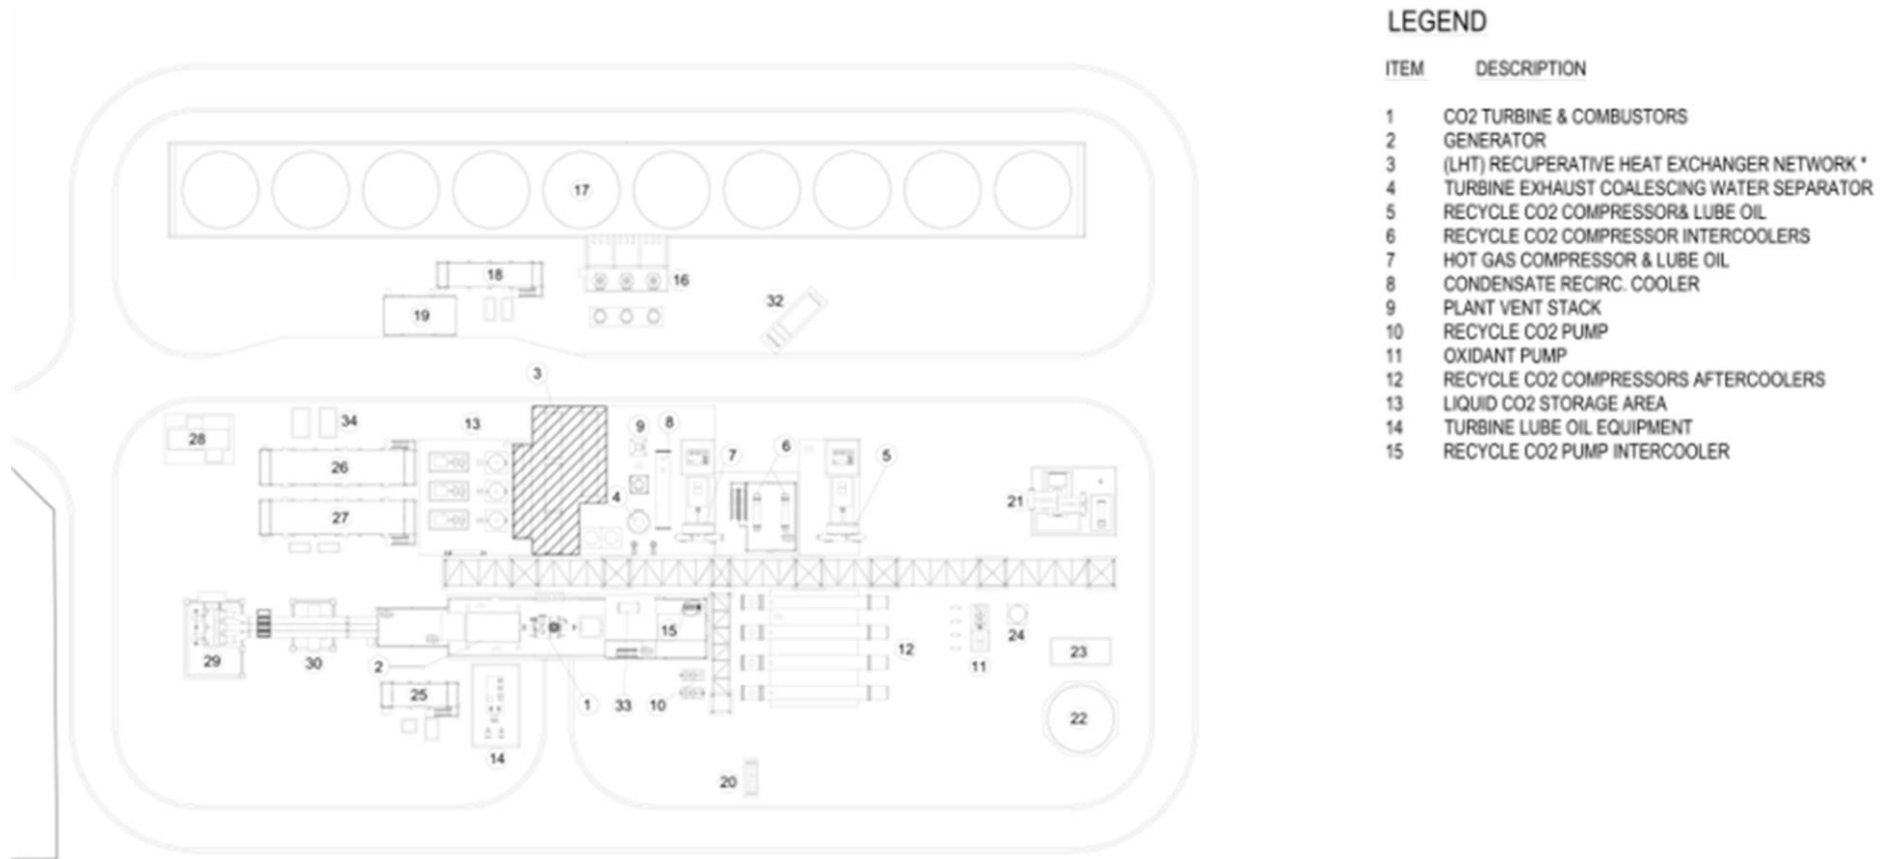 LEGEND
ITEM DESCRIPTION
1 CO2 TURBINE & COMBUSTORS
2 GENERATOR
3 (LHT) RECUPERATIVE HEAT EXCHANGER NETWORK *
4 TURBINE EXHAUST COALESCING WATER SEPARATOR
5 RECYCLE CO2 COMPRESSOR& LUBE OIL
6 RECYCLE CO2 COMPRESSOR INTERCOOLERS
7 HOT GAS COMPRESSOR & LUBE OIL
8 CONDENSATE RECIRC. COOLER
9 PLANT VENT STACK
10 RECYCLE CO2 PUMP
11 OXIDANT PUMP
12 RECYCLE CO2 COMPRESSORS AFTERCOOLERS
13 LIQUID CO2 STORAGE AREA
14 TURBINE LUBE OIL EQUIPMENT
15 RECYCLE CO2 PUMP INTERCOOLER
17
18
16
32
19
3
34
13
9
8
28
6
7
5
26
4
21
27
15
24
12
23
29
30
2
11
25
1
33
10
22
14
20